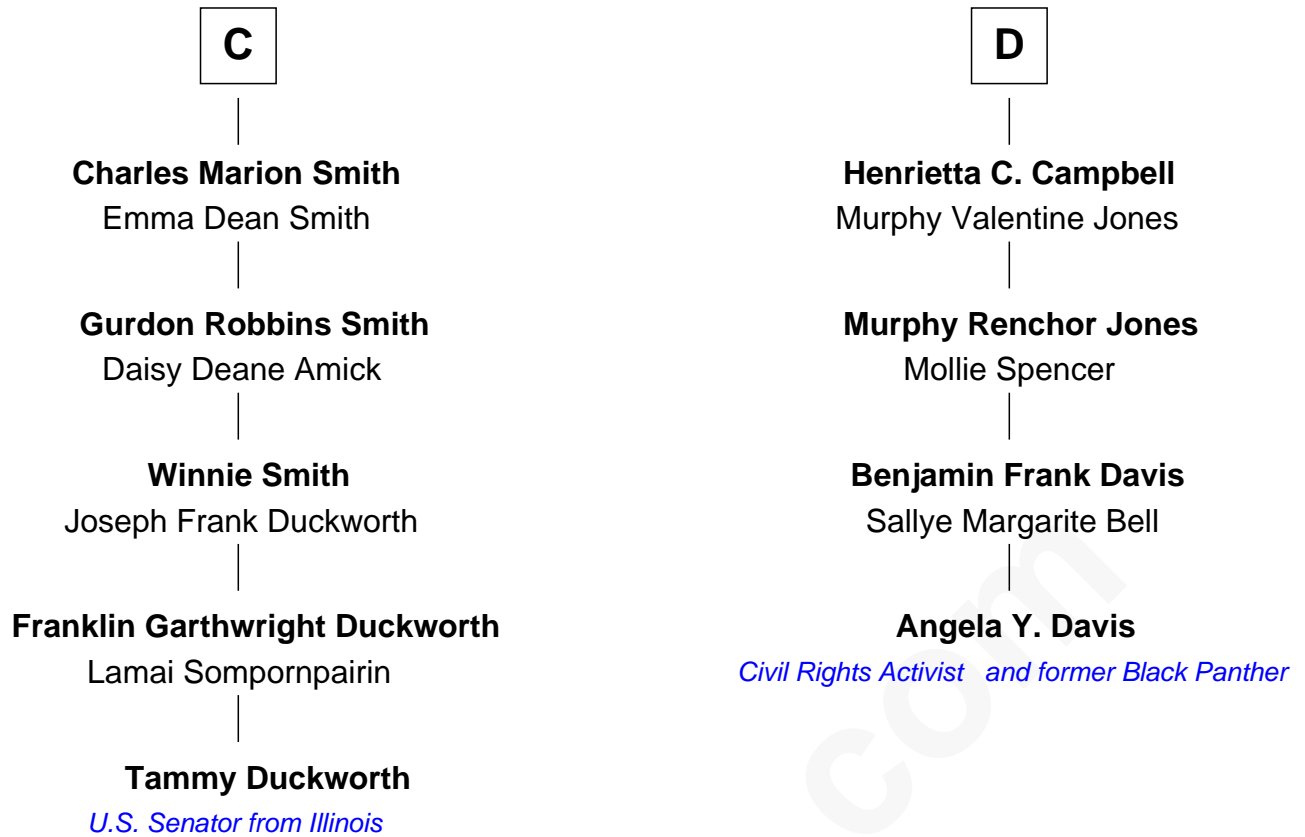 C
Charles Marion Smith
Emma Dean Smith
Gurdon Robbins Smith
Daisy Deane Amick
Winnie Smith
Joseph Frank Duckworth
Franklin Garthwright Duckworth
Lamai Sompornpairin
Tammy Duckworth
U.S. Senator from Illinois
D
Henrietta C. Campbell
Murphy Valentine Jones
Murphy Renchor Jones
Mollie Spencer
Benjamin Frank Davis
Sallye Margarite Bell
Angela Y. Davis
Civil Rights Activist and former Black Panther
com